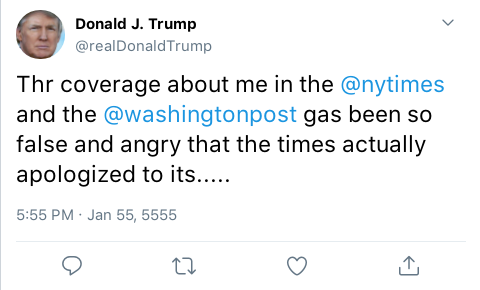 Donald J. Trump
@realDonaldTrump
Thr coverage about me in the @nytimes
and the @washingtonpost gas been so
false and angry that the times actually
apologized to its.....
5:55 PM · Jan 55, 5555